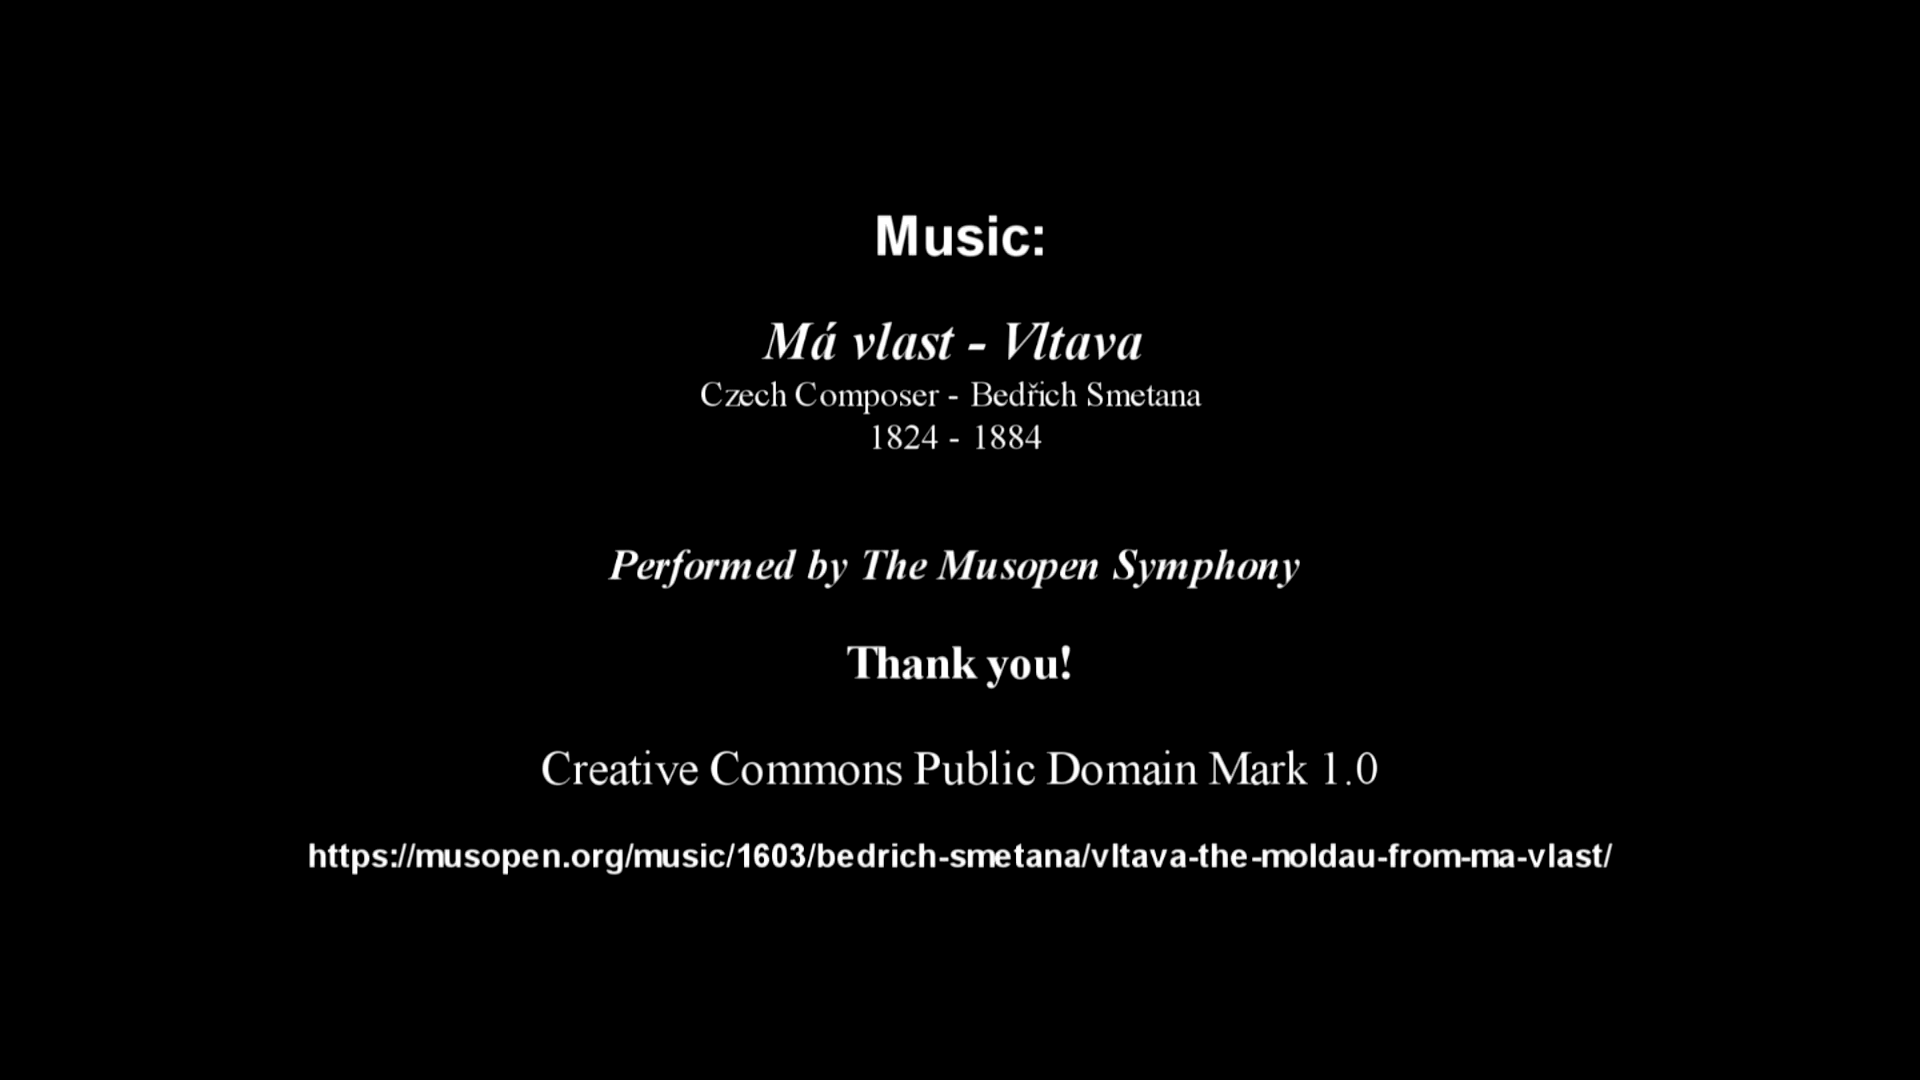 Music:
Má vlast - Vltava
Czech Composer - Bedřich Smetana
1824 - 1884
Performed by The Musopen Symphony
Thank you!
Creative Commons Public Domain Mark 1.0
https://musopen.org/music/1603/bedrich-smetana/vltava-the-moldau-from-ma-vlast/